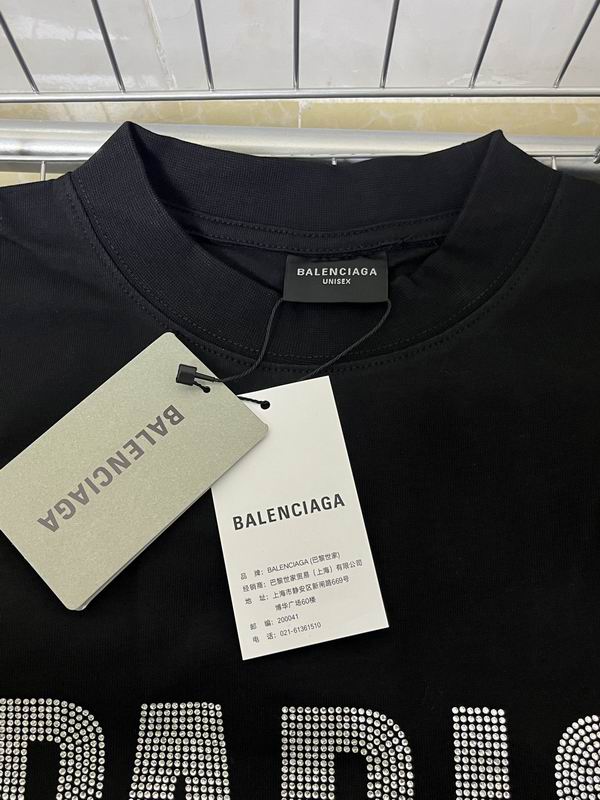 BALENCIAGA
UNISEX
BALENCIAGA
BALENCIAGA
品 牌：BALENCIAGA (巴黎世家)
经销商：巴黎世家贸易（上海）有限公司
地 址：上海市静安区新闸路669号
博华广场60楼
邮 编：200041
电 话：021-61361510
PARIS